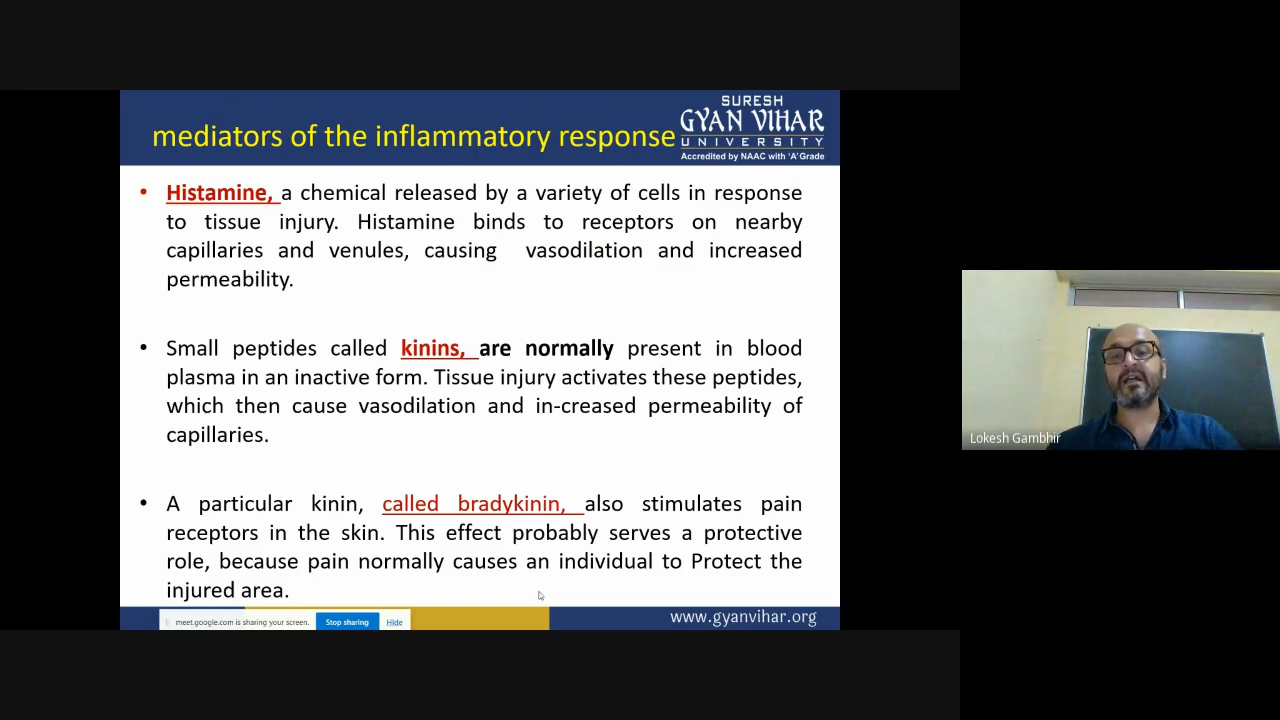 SURESH
GYAN VIHAR
UNIVERSITY
Accredited by NAAC with 'A' Grade
mediators of the inflammatory response
• Histamine, a chemical released by a variety of cells in response
to tissue injury. Histamine binds to receptors on nearby
capillaries and venules, causing vasodilation and increased
permeability.
• Small peptides called kinins, are normally present in blood
plasma in an inactive form. Tissue injury activates these peptides,
which then cause vasodilation and in-creased permeability of
capillaries.
• A particular kinin, called bradykinin, also stimulates pain
receptors in the skin. This effect probably serves a protective
role, because pain normally causes an individual to Protect the
injured area.
meet.google.com is sharing your screen. Stop sharing Hide
www.gyanvihar.org
Lokesh Gambhir